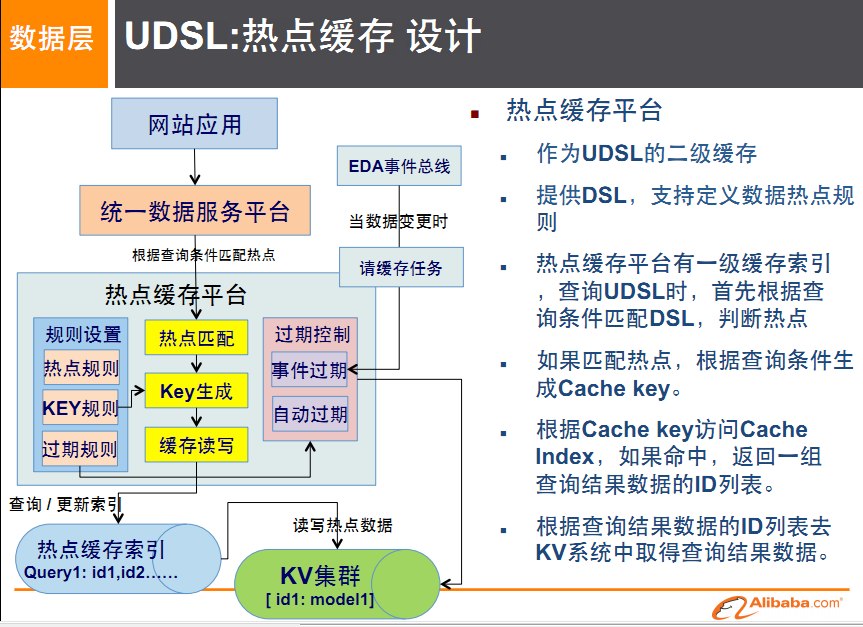 数据层
UDSL:热点缓存 设计
网站应用
统一数据服务平台
根据查询条件匹配热点
EDA事件总线
当数据变更时
请缓存任务
热点缓存平台
规则设置
热点规则
KEY规则
过期规则
热点匹配
Key生成
缓存读写
过期控制
事件过期
自动过期
查询 / 更新索引
热点缓存索引
Query1: id1,id2……
读写热点数据
KV集群
[ id1: model1]
热点缓存平台
作为UDSL的二级缓存
提供DSL，支持定义数据热点规
则
热点缓存平台有一级缓存索引
，查询UDSL时，首先根据查
询条件匹配DSL，判断热点
如果匹配热点，根据查询条件生
成Cache key。
根据Cache key访问Cache
Index，如果命中，返回一组
查询结果数据的ID列表。
根据查询结果数据的ID列表去
KV系统中取得查询结果数据。
Alibaba.com®